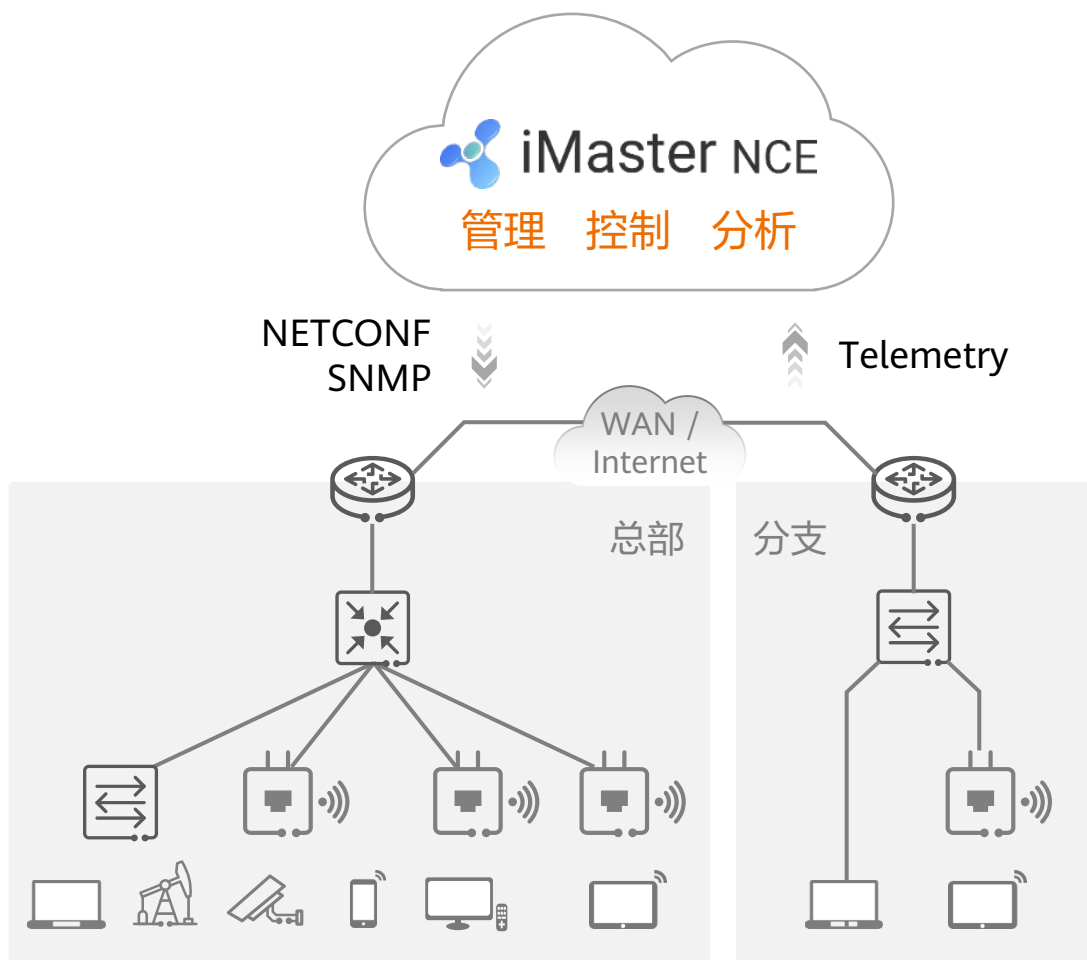 iMaster NCE
管理 控制 分析
NETCONF
SNMP
Telemetry
WAN /
Internet
总部
分支